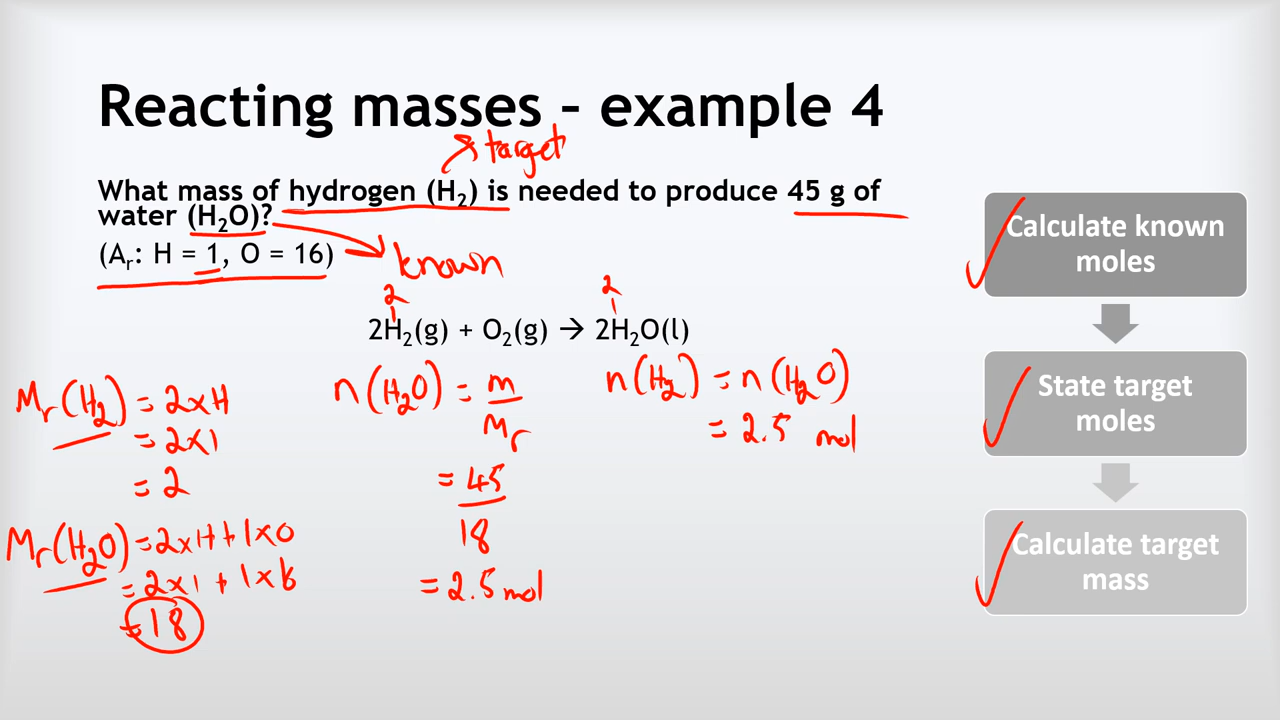 Reacting masses – example 4
target
What mass of hydrogen (H₂) is needed to produce 45 g of
water (H₂O)?
(Aᵣ: H = 1, O = 16)
known
2 2
2H₂(g) + O₂(g) → 2H₂O(l)
Mr(H₂) = 2×H
= 2×1
= 2
Mr(H₂O) = 2×H + 1×O
= 2×1 + 1×16
= 18
n(H₂O) = m
Mr
= 45
18
= 2.5 mol
n(H₂) = n(H₂O)
= 2.5 mol
Calculate known
moles
State target
moles
Calculate target
mass